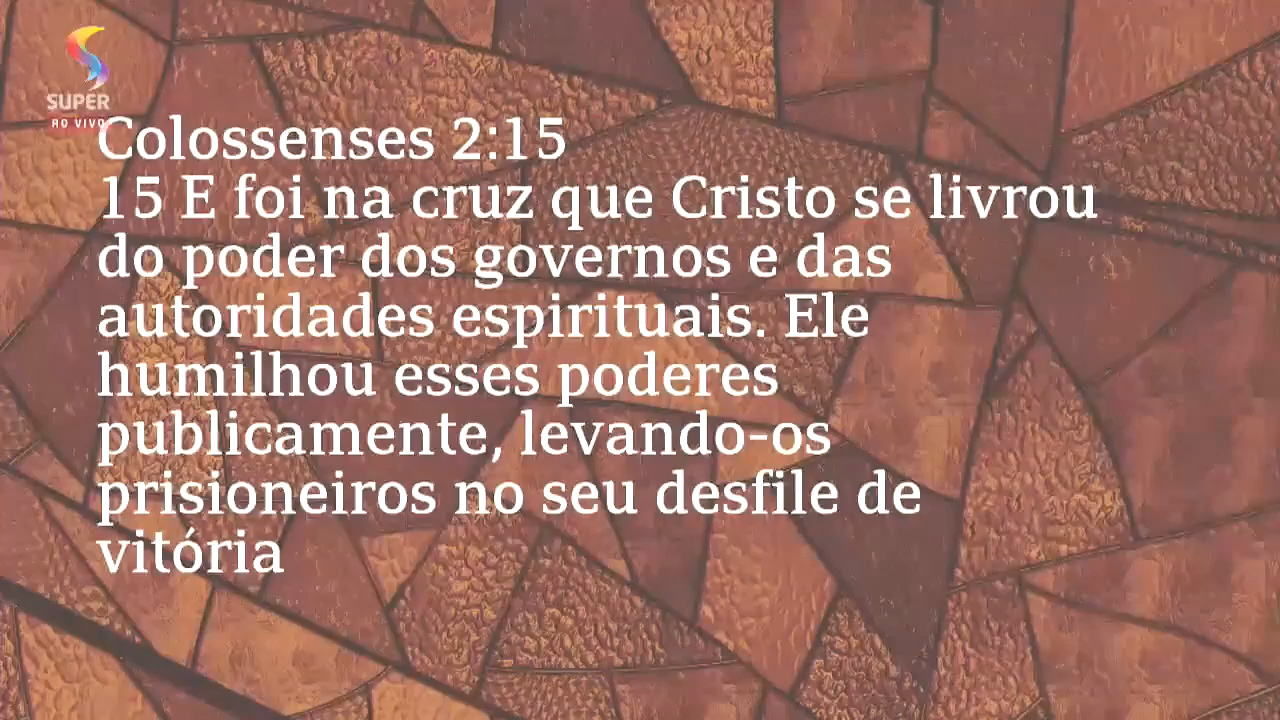 SUPER
AO VIVO
Colossenses 2:15
15 E foi na cruz que Cristo se livrou
do poder dos governos e das
autoridades espirituais. Ele
humilhou esses poderes
publicamente, levando-os
prisioneiros no seu desfile de
vitória